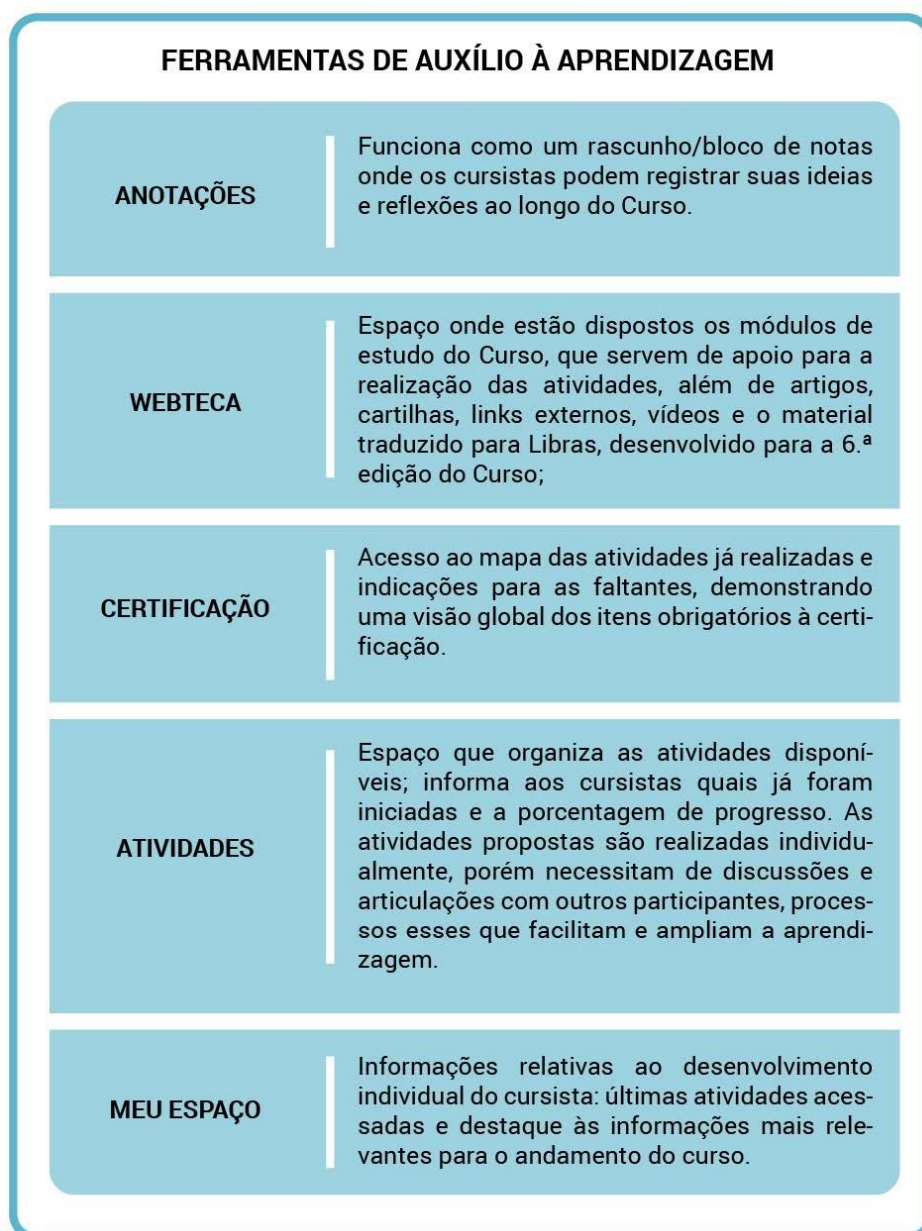 FERRAMENTAS DE AUXÍLIO À APRENDIZAGEM
ANOTAÇÕES
Funciona como um rascunho/bloco de notas
onde os cursistas podem registrar suas ideias
e reflexões ao longo do Curso.
WEBTECA
Espaço onde estão dispostos os módulos de
estudo do Curso, que servem de apoio para a
realização das atividades, além de artigos,
cartilhas, links externos, vídeos e o material
traduzido para Libras, desenvolvido para a 6.ª
edição do Curso;
CERTIFICAÇÃO
Acesso ao mapa das atividades já realizadas e
indicações para as faltantes, demonstrando
uma visão global dos itens obrigatórios à certi-
ficação.
ATIVIDADES
Espaço que organiza as atividades disponí-
veis; informa aos cursistas quais já foram
iniciadas e a porcentagem de progresso. As
atividades propostas são realizadas individu-
almente, porém necessitam de discussões e
articulações com outros participantes, proces-
sos esses que facilitam e ampliam a aprendi-
zagem.
MEU ESPAÇO
Informações relativas ao desenvolvimento
individual do cursista: últimas atividades aces-
sadas e destaque às informações mais rele-
vantes para o andamento do curso.